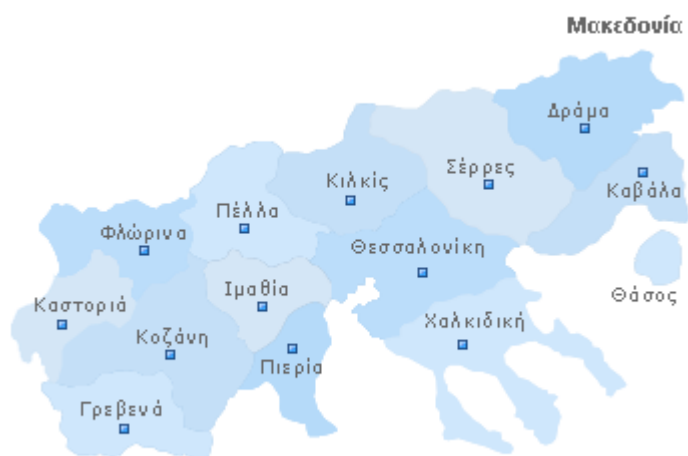 Μακεδονία
Δράμα
Σέρρες
Κιλκίς
Καβάλα
Πέλλα
Φλώρινα
Θεσσαλονίκη
Ιμαθία
Θάσος
Καστοριά
Χαλκιδική
Κοζάνη
Πιερία
Γρεβενά